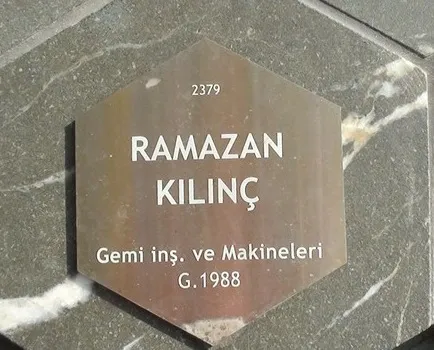 2379
RAMAZAN
KILINÇ
Gemi inş. ve Makineleri
G.1988